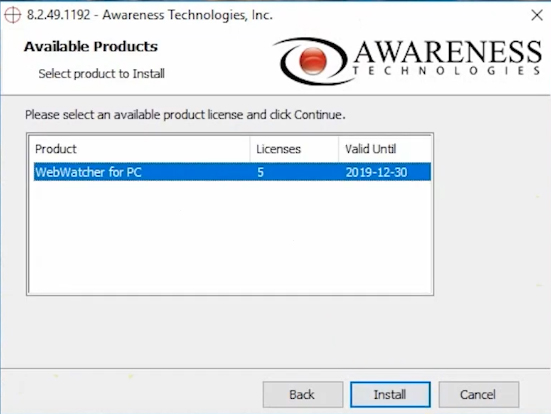 8.2.49.1192 - Awareness Technologies, Inc.
Available Products
Select product to Install
AWARENESS
TECHNOLOGIES
Please select an available product license and click Continue.
Product Licenses Valid Until
WebWatcher for PC 5 2019-12-30
Back Install Cancel